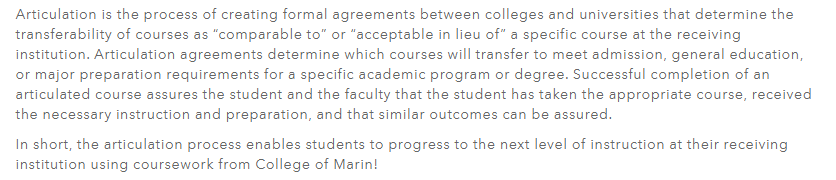 Articulation is the process of creating formal agreements between colleges and universities that determine the
transferability of courses as “comparable to” or “acceptable in lieu of” a specific course at the receiving
institution. Articulation agreements determine which courses will transfer to meet admission, general education,
or major preparation requirements for a specific academic program or degree. Successful completion of an
articulated course assures the student and the faculty that the student has taken the appropriate course, received
the necessary instruction and preparation, and that similar outcomes can be assured.
In short, the articulation process enables students to progress to the next level of instruction at their receiving
institution using coursework from College of Marin!